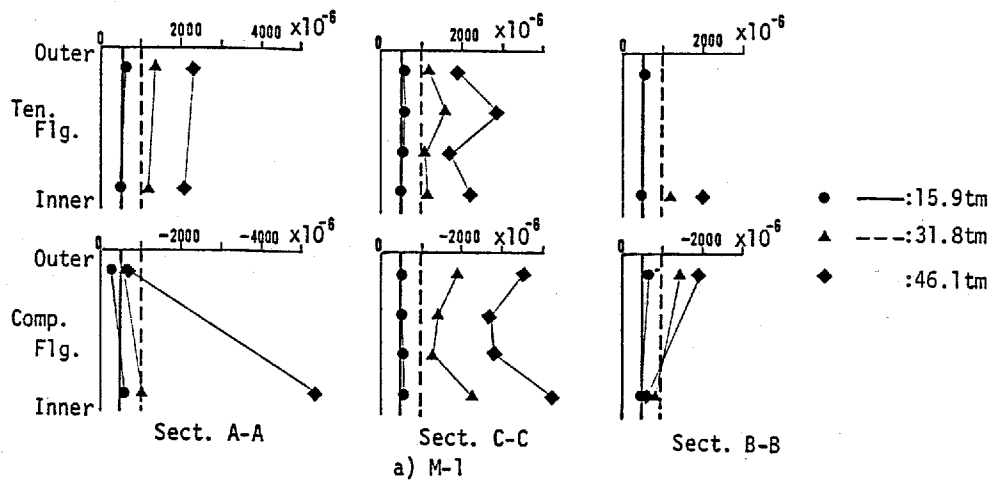 0 2000 4000 x10⁻⁶
0 2000 x10⁻⁶
0 2000 x10⁻⁶
Outer
Ten.
Flg.
Inner
0 -2000 -4000 x10⁻⁶
0 -2000 x10⁻⁶
0 -2000 x10⁻⁶
Outer
Comp.
Flg.
Inner
Sect. A-A
Sect. C-C
Sect. B-B
a) M-1
:15.9tm
:31.8tm
:46.1tm